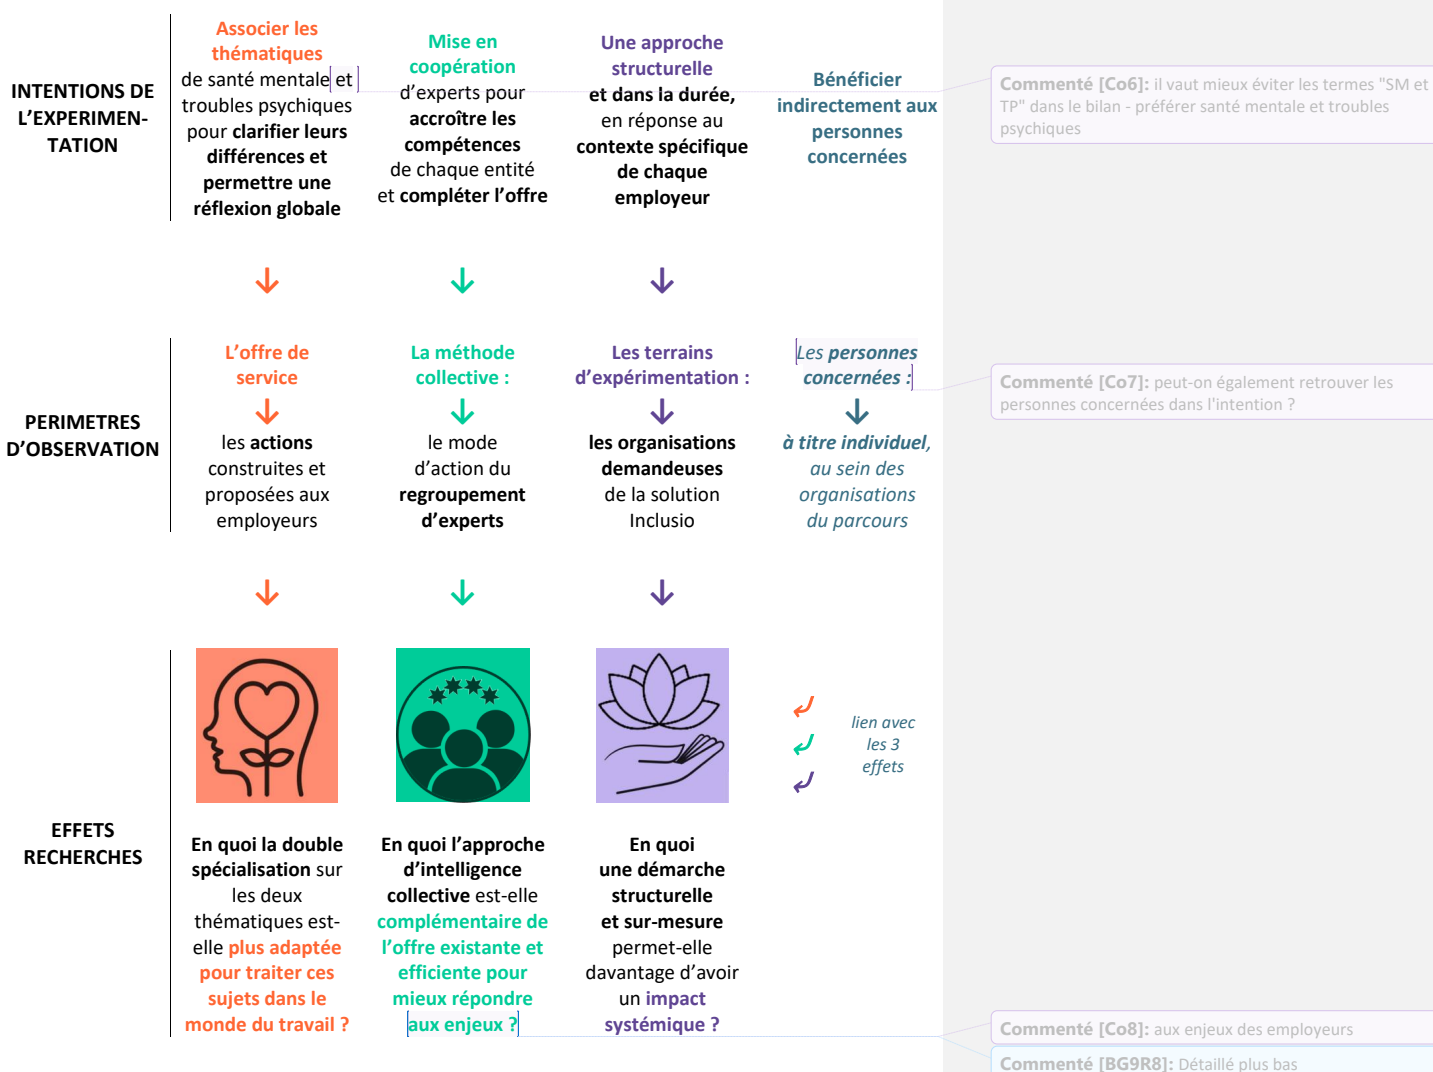 INTENTIONS DE
L'EXPERIMEN-
TATION
Associer les
thématiques
de santé mentale et
troubles psychiques
pour clarifier leurs
différences et
permettre une
réflexion globale
Mise en
coopération
d'experts pour
accroître les
compétences
de chaque entité
et compléter l'offre
Une approche
structurelle
et dans la durée,
en réponse au
contexte spécifique
de chaque
employeur
Bénéficier
indirectement aux
personnes
concernées
Commenté [Co6]: il vaut mieux éviter les termes "SM et
TP" dans le bilan - préférer santé mentale et troubles
psychiques
PERIMETRES
D'OBSERVATION
L'offre de
service
les actions
construites et
proposées aux
employeurs
La méthode
collective :
le mode
d'action du
regroupement
d'experts
Les terrains
d'expérimentation :
les organisations
demandeuses
de la solution
Inclusio
Les personnes
concernées :
à titre individuel,
au sein des
organisations
du parcours
Commenté [Co7]: peut-on également retrouver les
personnes concernées dans l'intention ?
EFFETS
RECHERCHES
En quoi la double
spécialisation sur
les deux
thématiques est-
elle plus adaptée
pour traiter ces
sujets dans le
monde du travail ?
En quoi l'approche
d'intelligence
collective est-elle
complémentaire de
l'offre existante et
efficiente pour
mieux répondre
aux enjeux ?
En quoi
une démarche
structurelle
et sur-mesure
permet-elle
davantage d'avoir
un impact
systémique ?
lien avec
les 3
effets
Commenté [Co8]: aux enjeux des employeurs
Commenté [BG9R8]: Détaillé plus bas